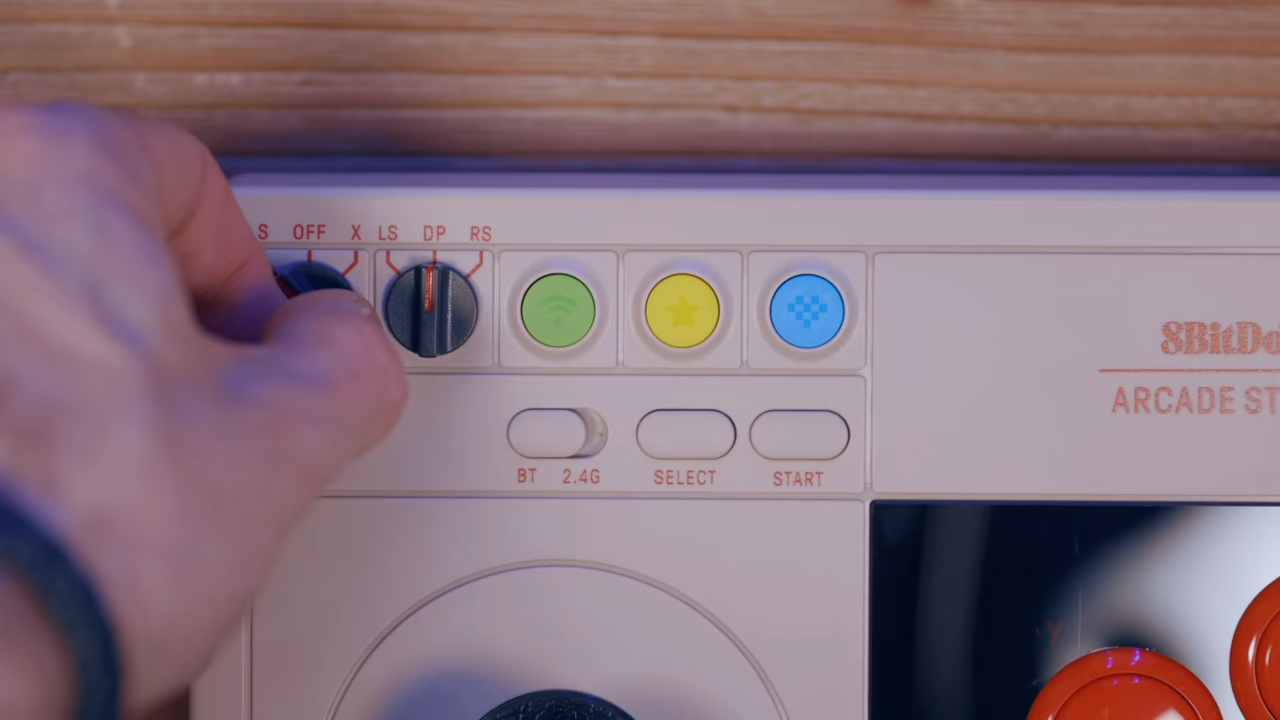 S OFF X LS DP RS
8BitDo
ARCADE ST
BT 2.4G SELECT START
Y